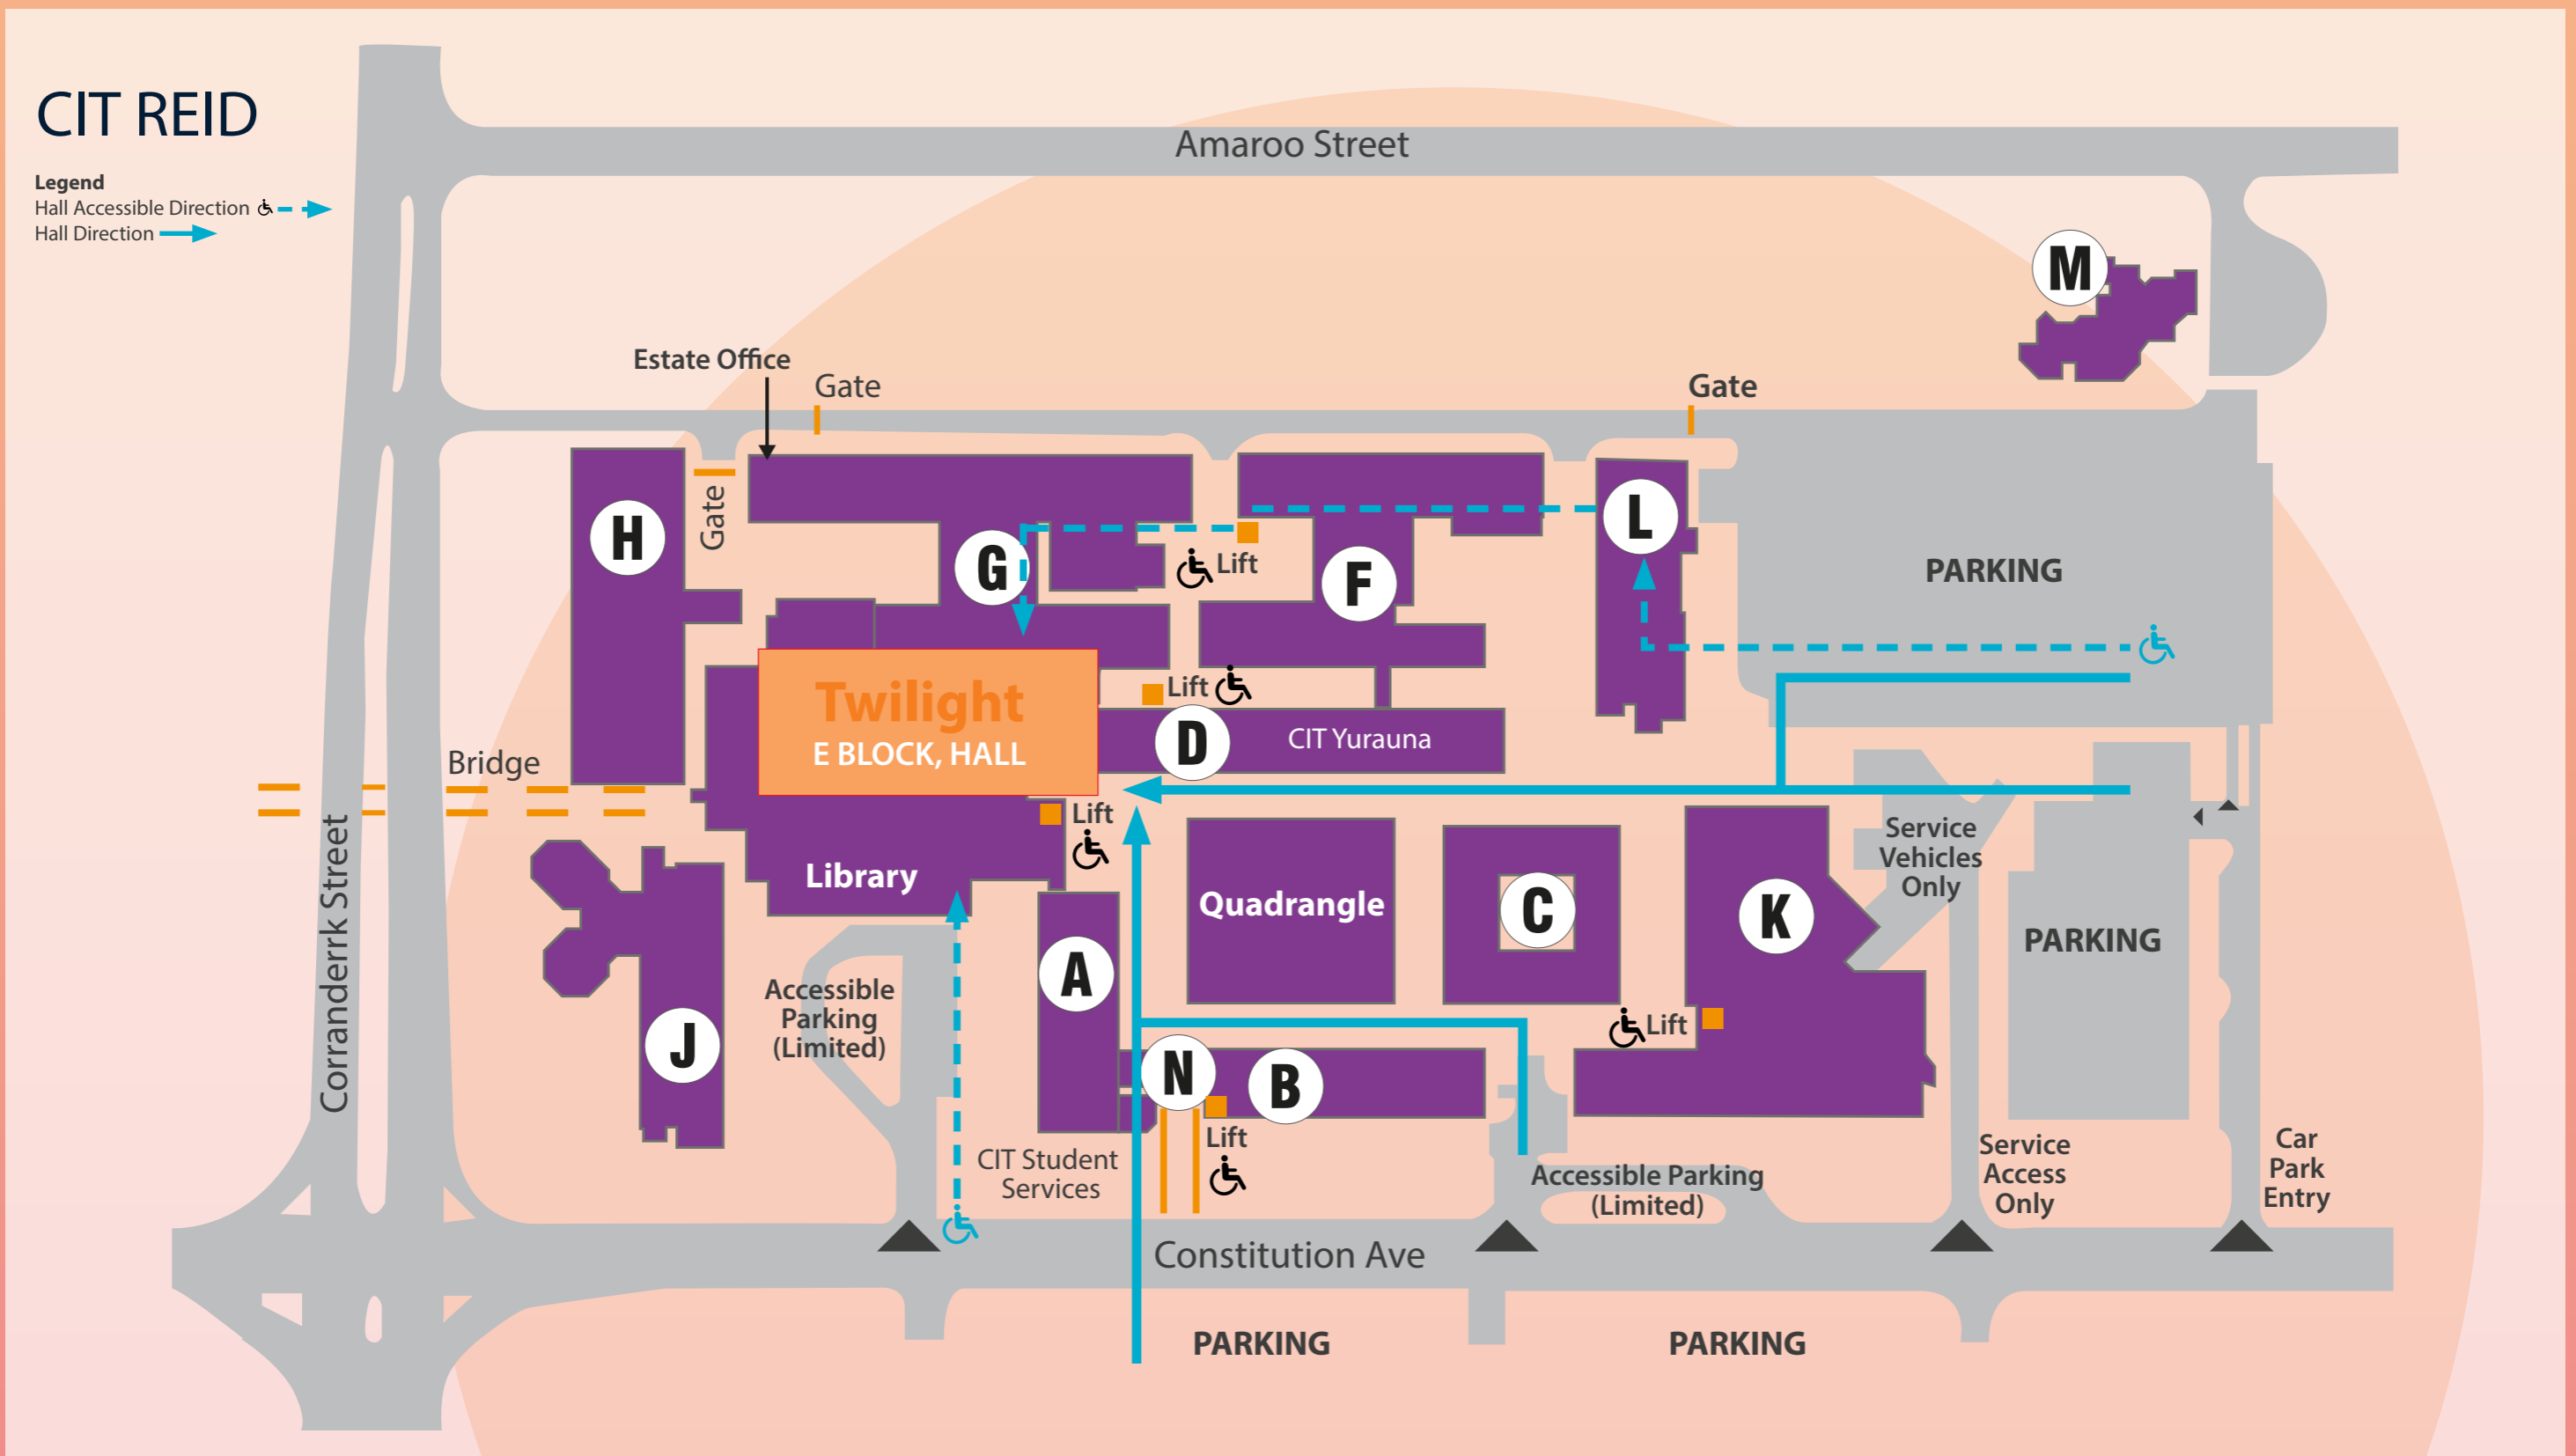 CIT REID
Legend
Hall Accessible Direction
Hall Direction
Amaroo Street
M
Estate Office
Gate
Gate
Gate
H
G
Lift
F
L
PARKING
Twilight
E BLOCK, HALL
Lift
D
CIT Yurauna
Bridge
Corranderrk Street
Library
Lift
Quadrangle
C
K
Service
Vehicles
Only
PARKING
A
J
Accessible
Parking
(Limited)
Lift
N
B
Lift
CIT Student
Services
Accessible Parking
(Limited)
Service
Access
Only
Car
Park
Entry
Constitution Ave
PARKING
PARKING